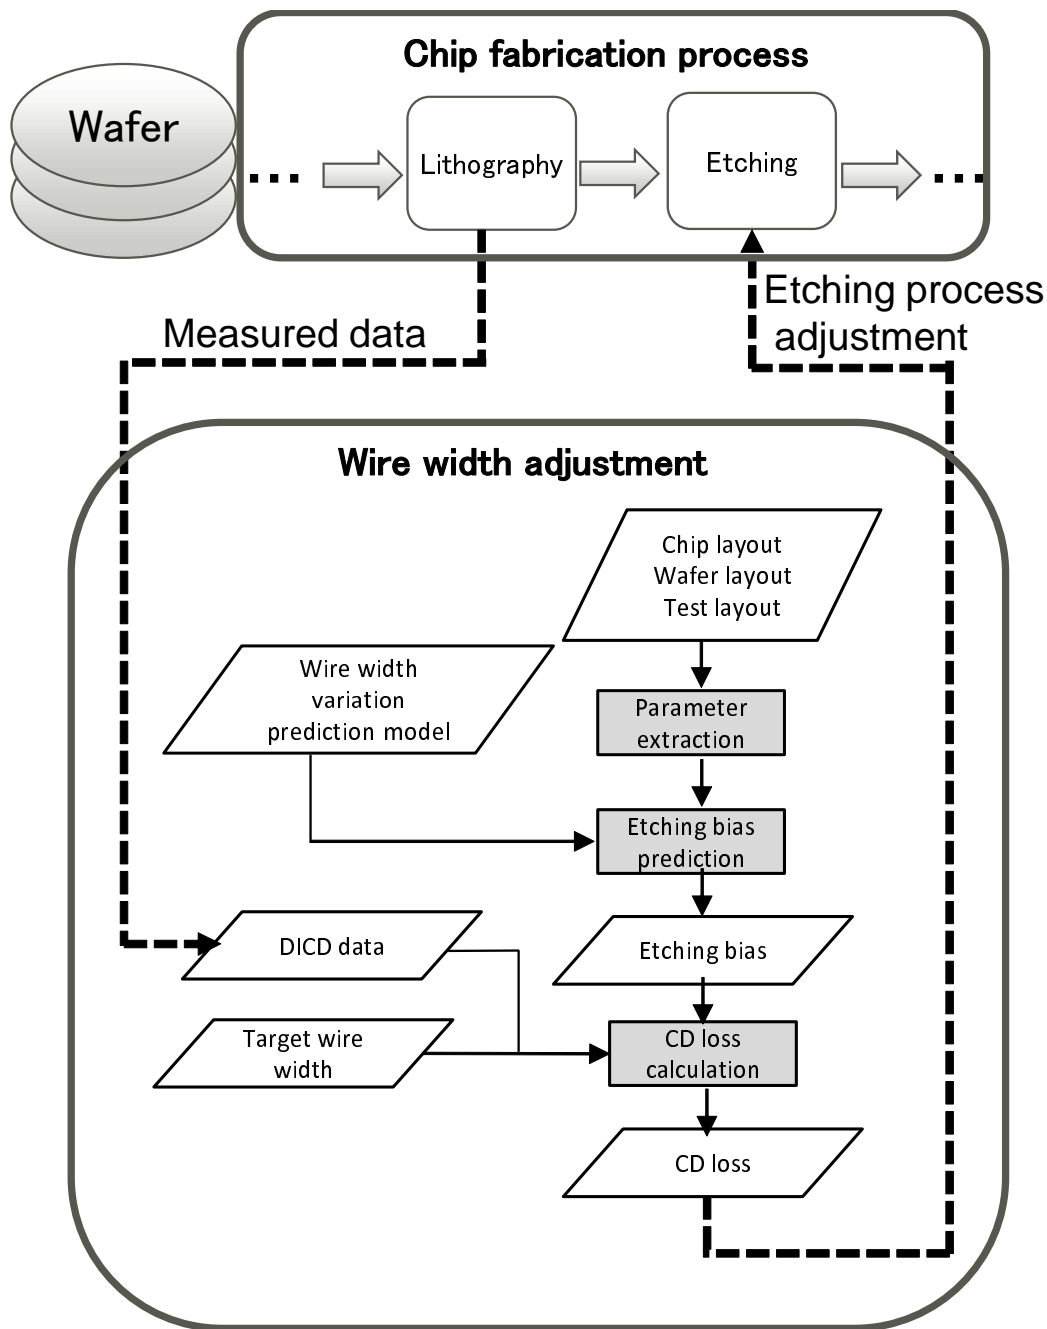 Chip fabrication process
Wafer
...
Lithography
Etching
...
Measured data
Etching process
adjustment
Wire width adjustment
Chip layout
Wafer layout
Test layout
Wire width
variation
prediction model
Parameter
extraction
Etching bias
prediction
DICD data
Etching bias
Target wire
width
CD loss
calculation
CD loss